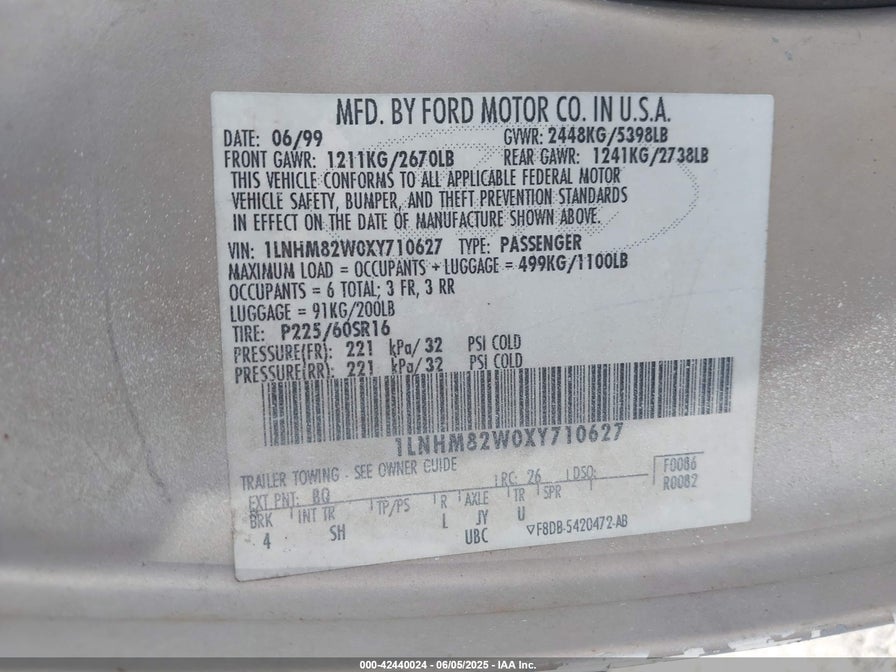 MFD. BY FORD MOTOR CO. IN U.S.A.
DATE: 06/99 GVWR: 2448KG/5398LB
FRONT GAWR: 1211KG/2670LB REAR GAWR: 1241KG/2738LB
THIS VEHICLE CONFORMS TO ALL APPLICABLE FEDERAL MOTOR
VEHICLE SAFETY, BUMPER, AND THEFT PREVENTION STANDARDS
IN EFFECT ON THE DATE OF MANUFACTURE SHOWN ABOVE.
VIN: 1LNHM82W0XY710627 TYPE: PASSENGER
MAXIMUM LOAD = OCCUPANTS + LUGGAGE = 499KG/1100LB
OCCUPANTS = 6 TOTAL; 3 FR, 3 RR
LUGGAGE = 91KG/200LB
TIRE: P225/60SR16
PRESSURE(FR): 221 kPa/ 32 PSI COLD
PRESSURE(RR): 221 kPa/ 32 PSI COLD
1LNHM82W0XY710627
TRAILER TOWING - SEE OWNER GUIDE
RC: 26 DSO: F0086
EXT PNT: BQ R0082
BRK INT TR TP/PS R AXLE TR SPR
4 SH L JY U
UBC F8DB-5420472-AB
000-42440024 - 06/05/2025 - IAA Inc.